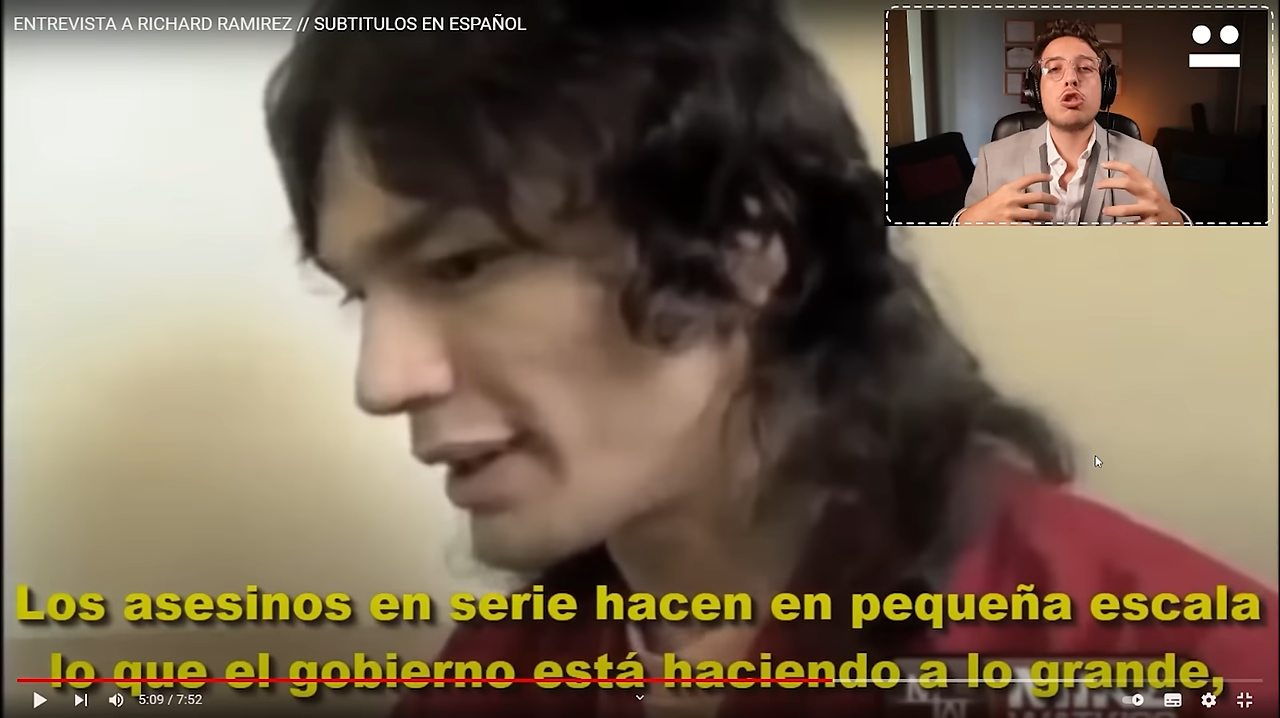 ENTREVISTA A RICHARD RAMIREZ // SUBTITULOS EN ESPAÑOL
Los asesinos en serie hacen en pequeña escala
lo que el gobierno está haciendo a lo grande,
5:09 / 7:52